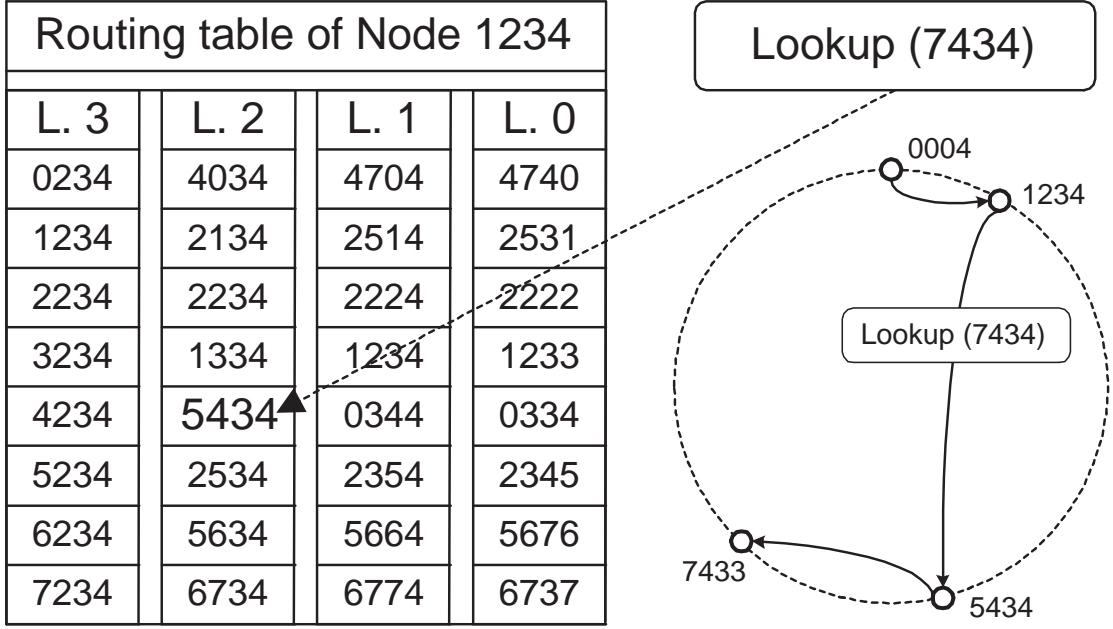 Routing table of Node 1234
L. 3 L. 2 L. 1 L. 0
0234 4034 4704 4740
1234 2134 2514 2531
2234 2234 2224 2222
3234 1334 1234 1233
4234 5434 0344 0334
5234 2534 2354 2345
6234 5634 5664 5676
7234 6734 6774 6737
Lookup (7434)
0004
1234
Lookup (7434)
7433
5434